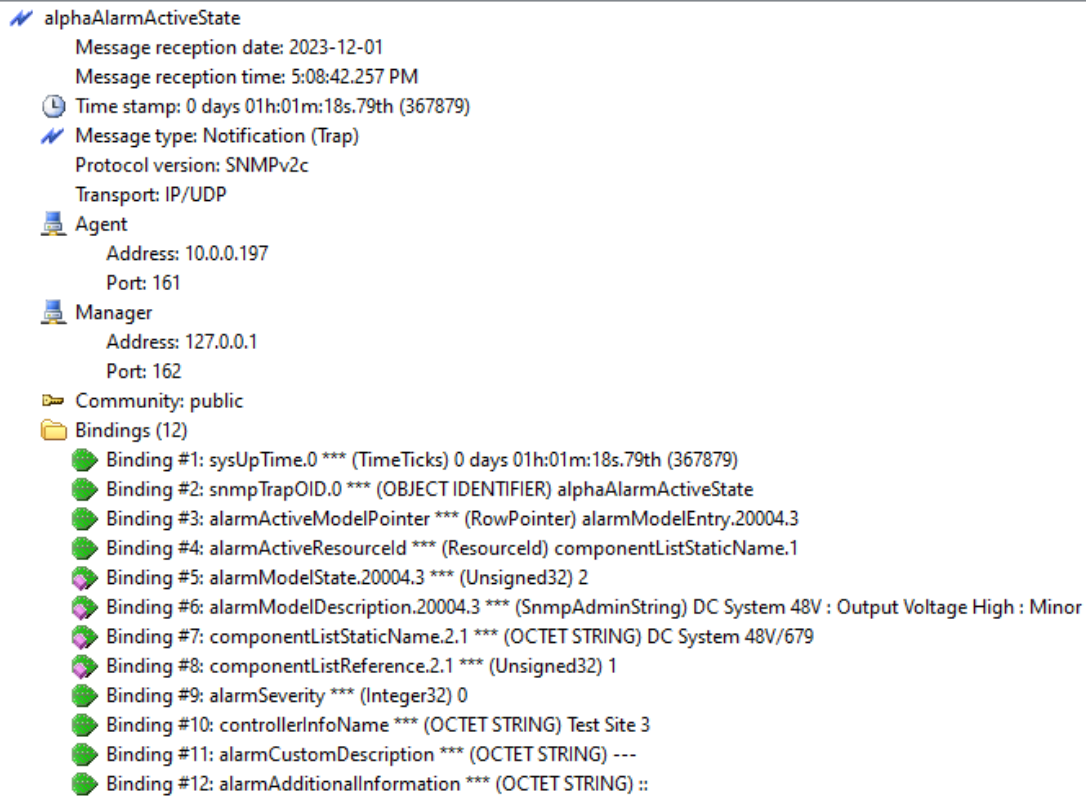 alphaAlarmActiveState
Message reception date: 2023-12-01
Message reception time: 5:08:42.257 PM
Time stamp: 0 days 01h:01m:18s.79th (367879)
Message type: Notification (Trap)
Protocol version: SNMPv2c
Transport: IP/UDP
Agent
Address: 10.0.0.197
Port: 161
Manager
Address: 127.0.0.1
Port: 162
Community: public
Bindings (12)
Binding #1: sysUpTime.0 *** (TimeTicks) 0 days 01h:01m:18s.79th (367879)
Binding #2: snmpTrapOID.0 *** (OBJECT IDENTIFIER) alphaAlarmActiveState
Binding #3: alarmActiveModelPointer *** (RowPointer) alarmModelEntry.20004.3
Binding #4: alarmActiveResourceId *** (ResourceId) componentListStaticName.1
Binding #5: alarmModelState.20004.3 *** (Unsigned32) 2
Binding #6: alarmModelDescription.20004.3 *** (SnmpAdminString) DC System 48V : Output Voltage High : Minor
Binding #7: componentListStaticName.2.1 *** (OCTET STRING) DC System 48V/679
Binding #8: componentListReference.2.1 *** (Unsigned32) 1
Binding #9: alarmSeverity *** (Integer32) 0
Binding #10: controllerInfoName *** (OCTET STRING) Test Site 3
Binding #11: alarmCustomDescription *** (OCTET STRING) ---
Binding #12: alarmAdditionalInformation *** (OCTET STRING) ::